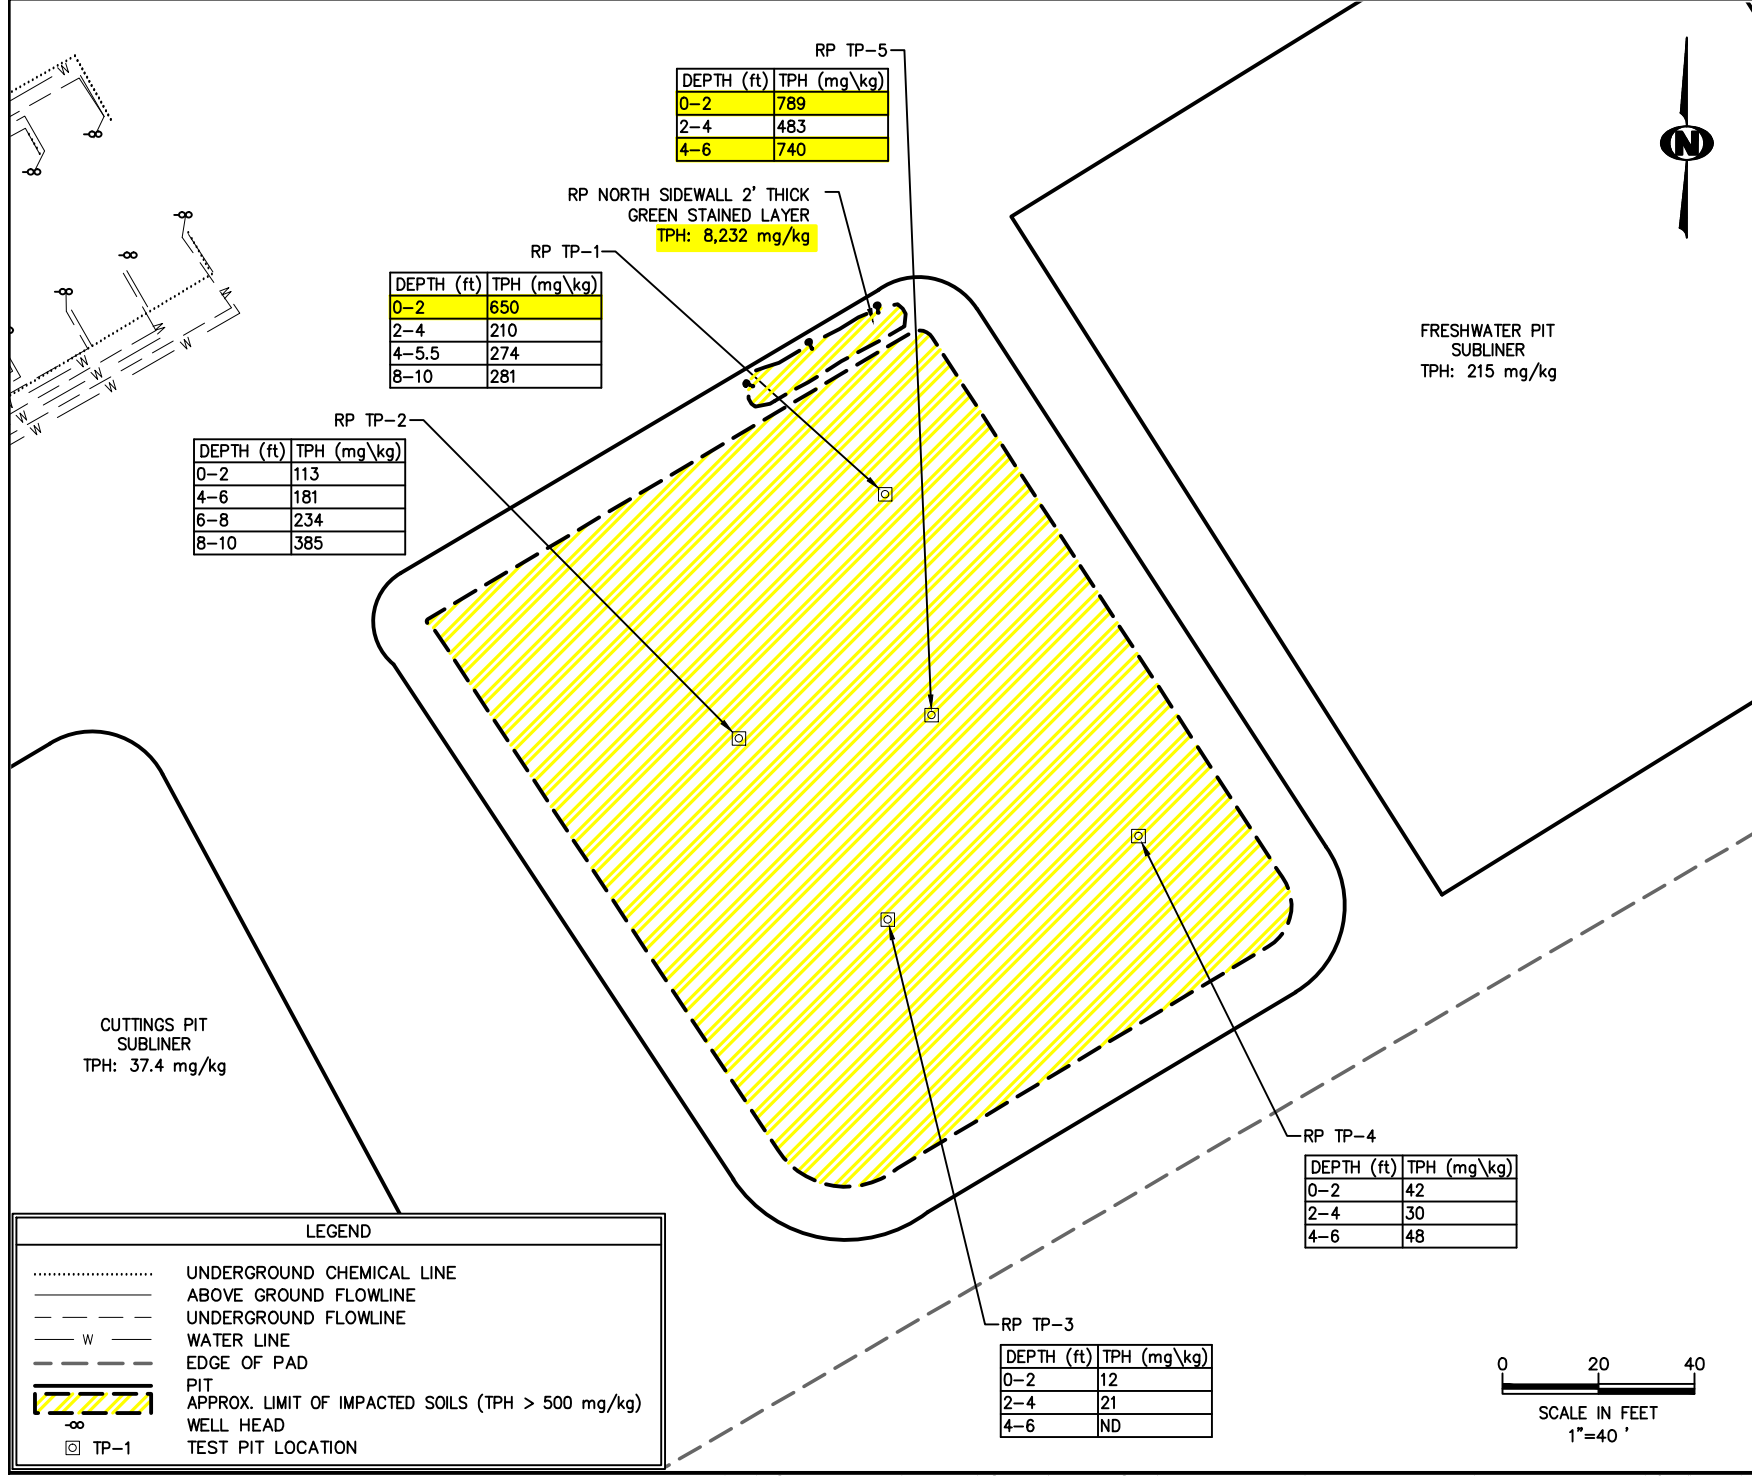 RP TP-5
DEPTH (ft) TPH (mg\kg)
0-2 789
2-4 483
4-6 740
N
RP NORTH SIDEWALL 2' THICK
GREEN STAINED LAYER
TPH: 8,232 mg/kg
RP TP-1
DEPTH (ft) TPH (mg\kg)
0-2 650
2-4 210
4-5.5 274
8-10 281
FRESHWATER PIT
SUBLINER
TPH: 215 mg/kg
RP TP-2
DEPTH (ft) TPH (mg\kg)
0-2 113
4-6 181
6-8 234
8-10 385
W
W
W
W
W
W
W
W
W
CUTTINGS PIT
SUBLINER
TPH: 37.4 mg/kg
RP TP-4
DEPTH (ft) TPH (mg\kg)
0-2 42
2-4 30
4-6 48
RP TP-3
DEPTH (ft) TPH (mg\kg)
0-2 12
2-4 21
4-6 ND
LEGEND
UNDERGROUND CHEMICAL LINE
ABOVE GROUND FLOWLINE
UNDERGROUND FLOWLINE
W WATER LINE
EDGE OF PAD
PIT
APPROX. LIMIT OF IMPACTED SOILS (TPH > 500 mg/kg)
WELL HEAD
TP-1 TEST PIT LOCATION
0 20 40
SCALE IN FEET
1"=40 '